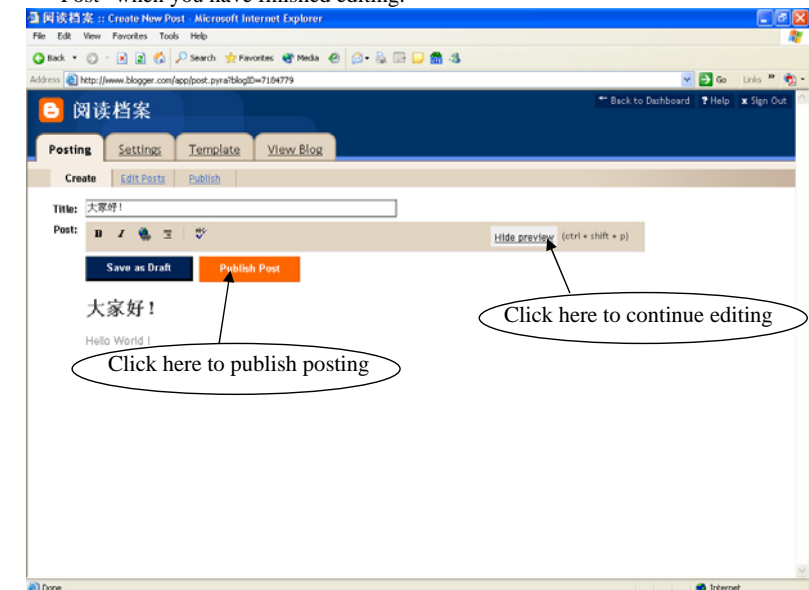 Post" when you have finished editing.
阅读档案 :: Create New Post - Microsoft Internet Explorer
File Edit View Favorites Tools Help
Back Search Favorites Media
Address http://www.blogger.com/app/post.pyra?blogID=7184779 Go Links »
阅读档案
Back to Dashboard ? Help x Sign Out
Posting Settings Template View Blog
Create Edit Posts Publish
Title: 大家好!
Post: B I ABC Hide preview (ctrl + shift + p)
Save as Draft Publish Post
大家好!
Click here to continue editing
Hello World !
Click here to publish posting
Done Internet